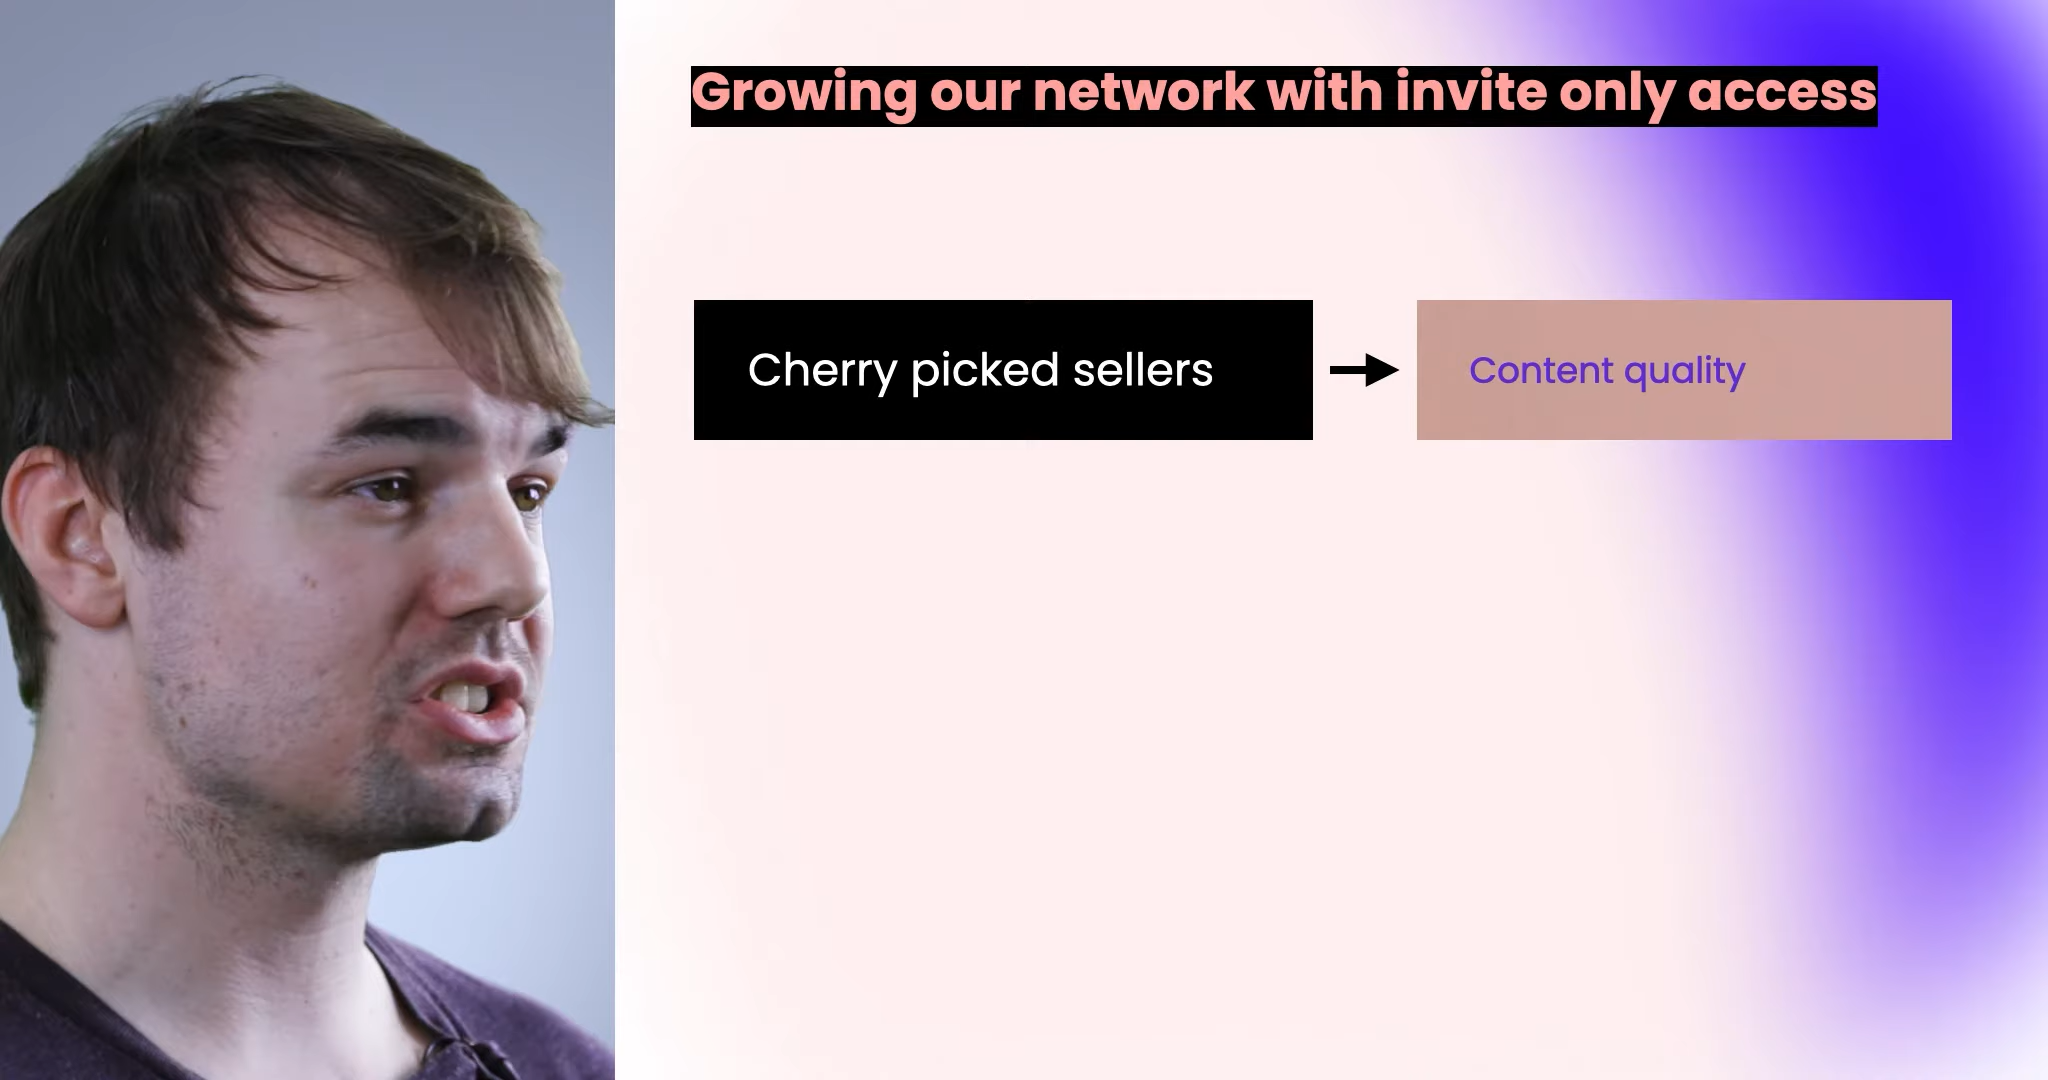 Growing our network with invite only access
Cherry picked sellers
Content quality